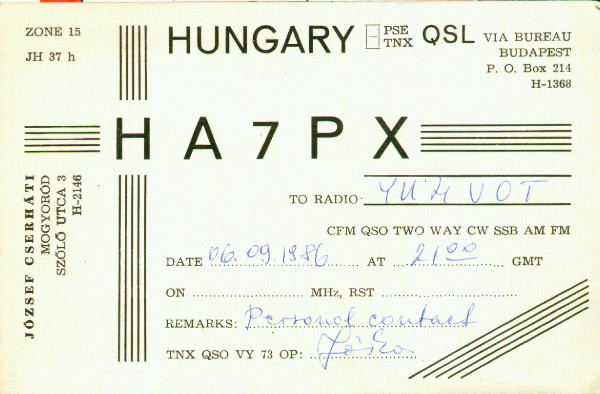 ZONE 15
JH 37 h
HUNGARY PSE TNX QSL
VIA BUREAU
BUDAPEST
P. O. Box 214
H-1368
HA7PX
JÓZSEF CSERHÁTI
MOGYORÓD
SZŐLŐ UTCA 3
H-2146
TO RADIO: YU4VOT
CFM QSO TWO WAY CW SSB AM FM
DATE 06.09.1986 AT 21 00 GMT
ON MHz, RST
REMARKS: Personal contact
TNX QSO VY 73 OP: Jóska